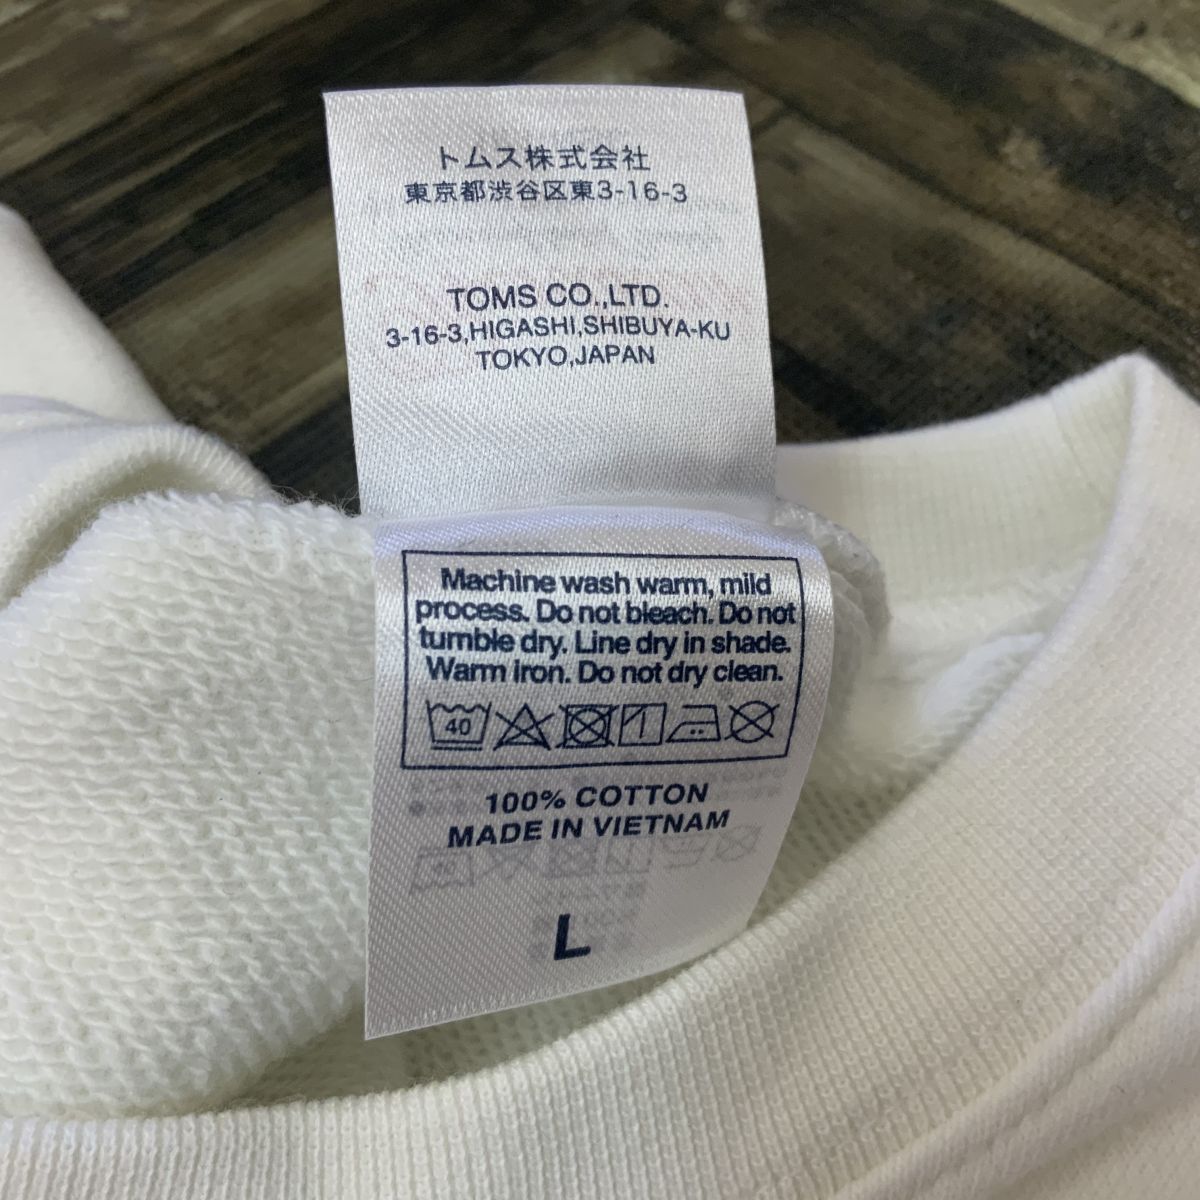 トムス株式会社
東京都渋谷区東3-16-3
TOMS CO.,LTD.
3-16-3,HIGASHI,SHIBUYA-KU
TOKYO,JAPAN
Machine wash warm, mild
process. Do not bleach. Do not
tumble dry. Line dry in shade.
Warm iron. Do not dry clean.
40
100% COTTON
MADE IN VIETNAM
L